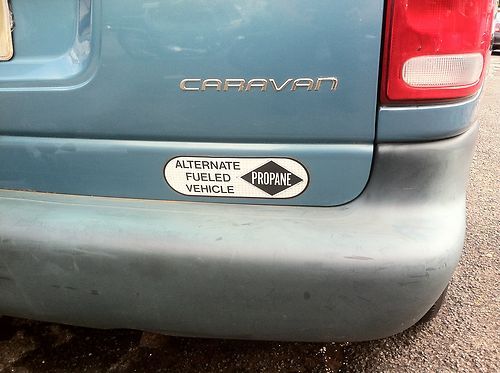 CARAVAN
ALTERNATE
FUELED
VEHICLE
PROPANE